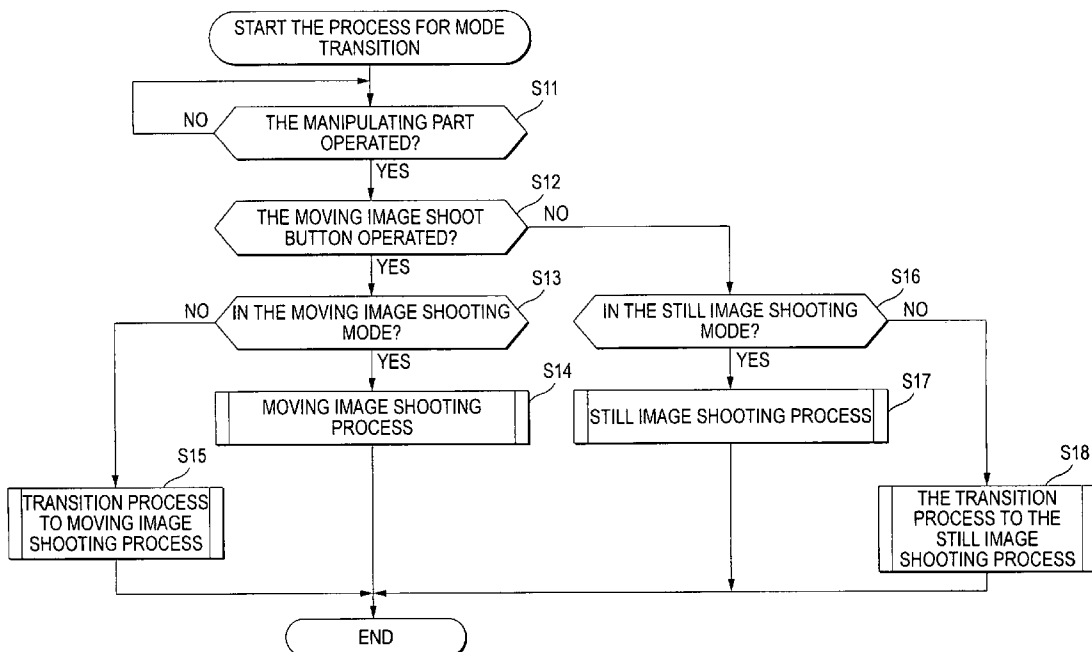 START THE PROCESS FOR MODE
TRANSITION
S11
NO
THE MANIPULATING PART
OPERATED?
YES
S12
THE MOVING IMAGE SHOOT
BUTTON OPERATED?
NO
YES
S13
NO
IN THE MOVING IMAGE SHOOTING
MODE?
YES
S16
IN THE STILL IMAGE SHOOTING
MODE?
NO
YES
S14
MOVING IMAGE SHOOTING
PROCESS
S17
STILL IMAGE SHOOTING PROCESS
S15
TRANSITION PROCESS
TO MOVING IMAGE
SHOOTING PROCESS
S18
THE TRANSITION
PROCESS TO THE
STILL IMAGE
SHOOTING PROCESS
END